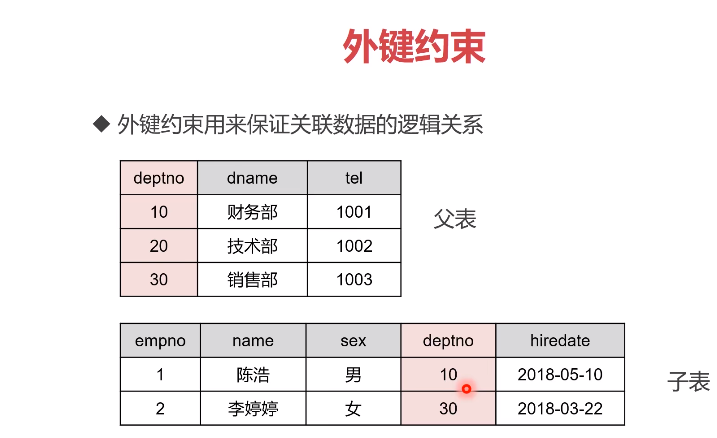 外键约束
◆ 外键约束用来保证关联数据的逻辑关系
deptno dname tel
10 财务部 1001
20 技术部 1002
30 销售部 1003
父表
empno name sex deptno hiredate
1 陈浩 男 10 2018-05-10
2 李婷婷 女 30 2018-03-22
子表